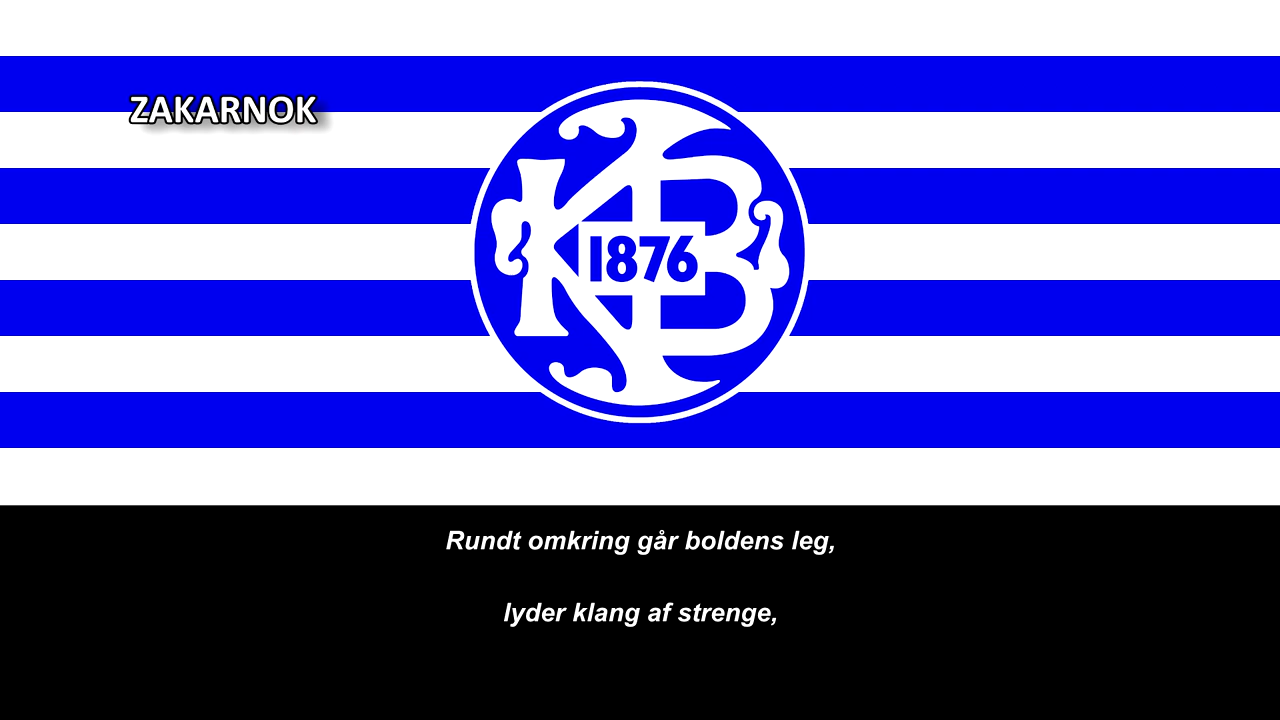 ZAKARNOK
KB
1876
Rundt omkring går boldens leg,
lyder klang af strenge,